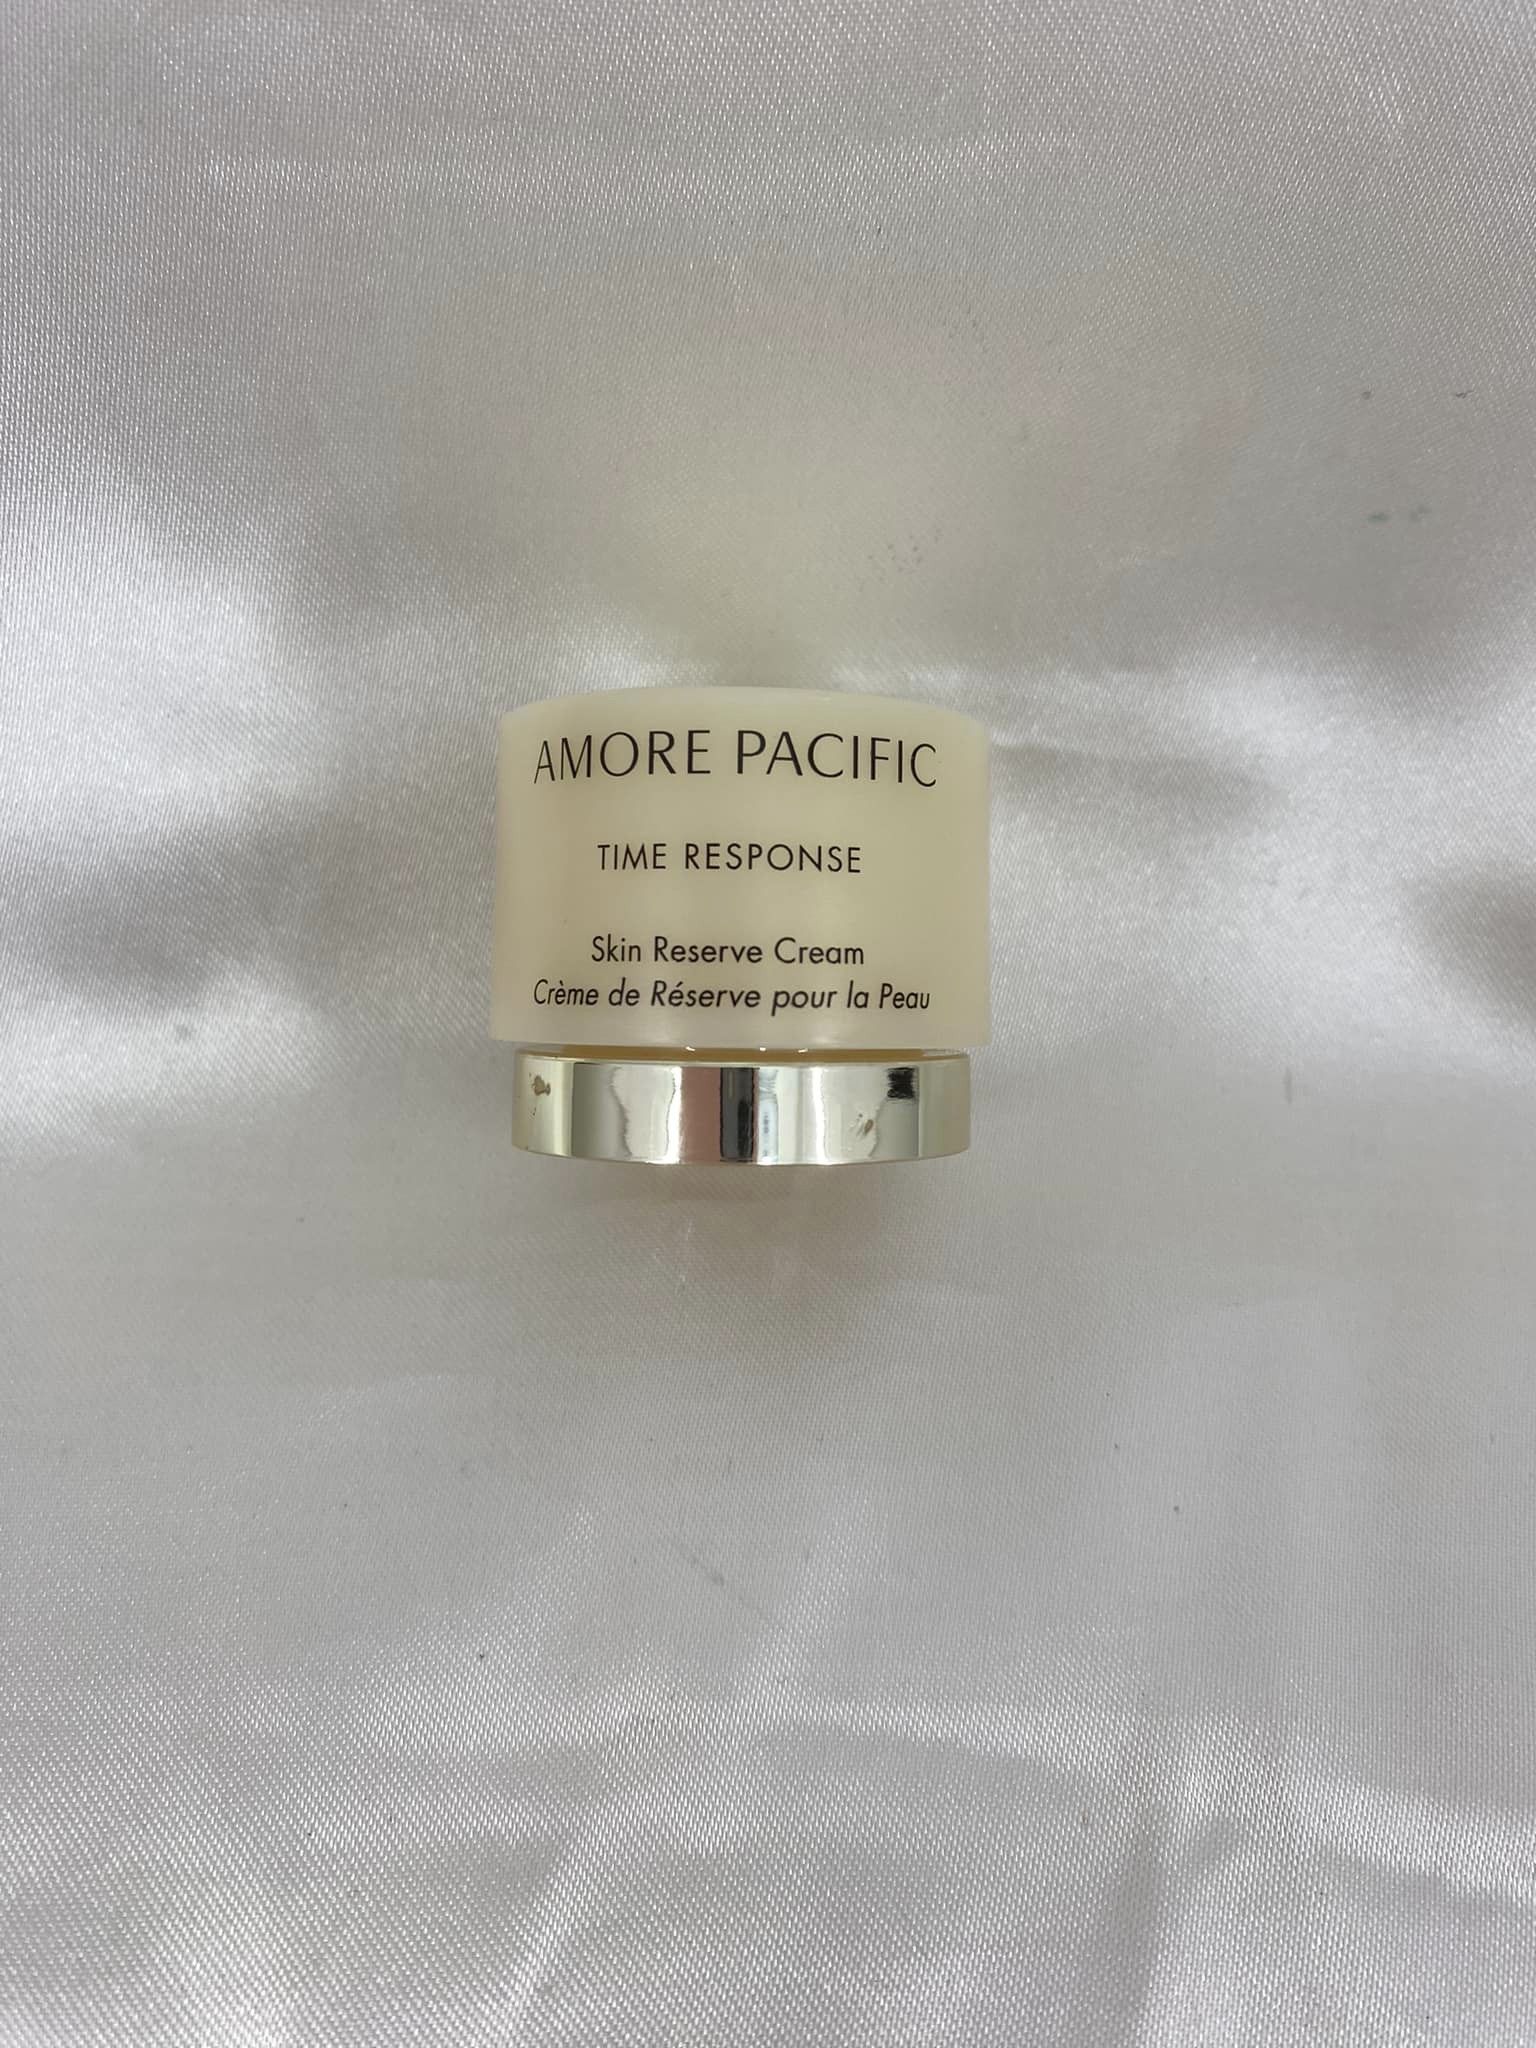 AMORE PACIFIC
TIME RESPONSE
Skin Reserve Cream
Crème de Réserve pour la Peau